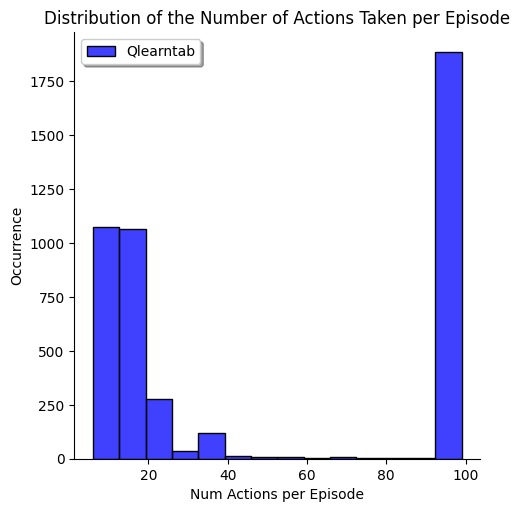 Distribution of the Number of Actions Taken per Episode
Qlearntab
1750
1500
1250
1000
750
500
250
0
Occurrence
20 40 60 80 100
Num Actions per Episode